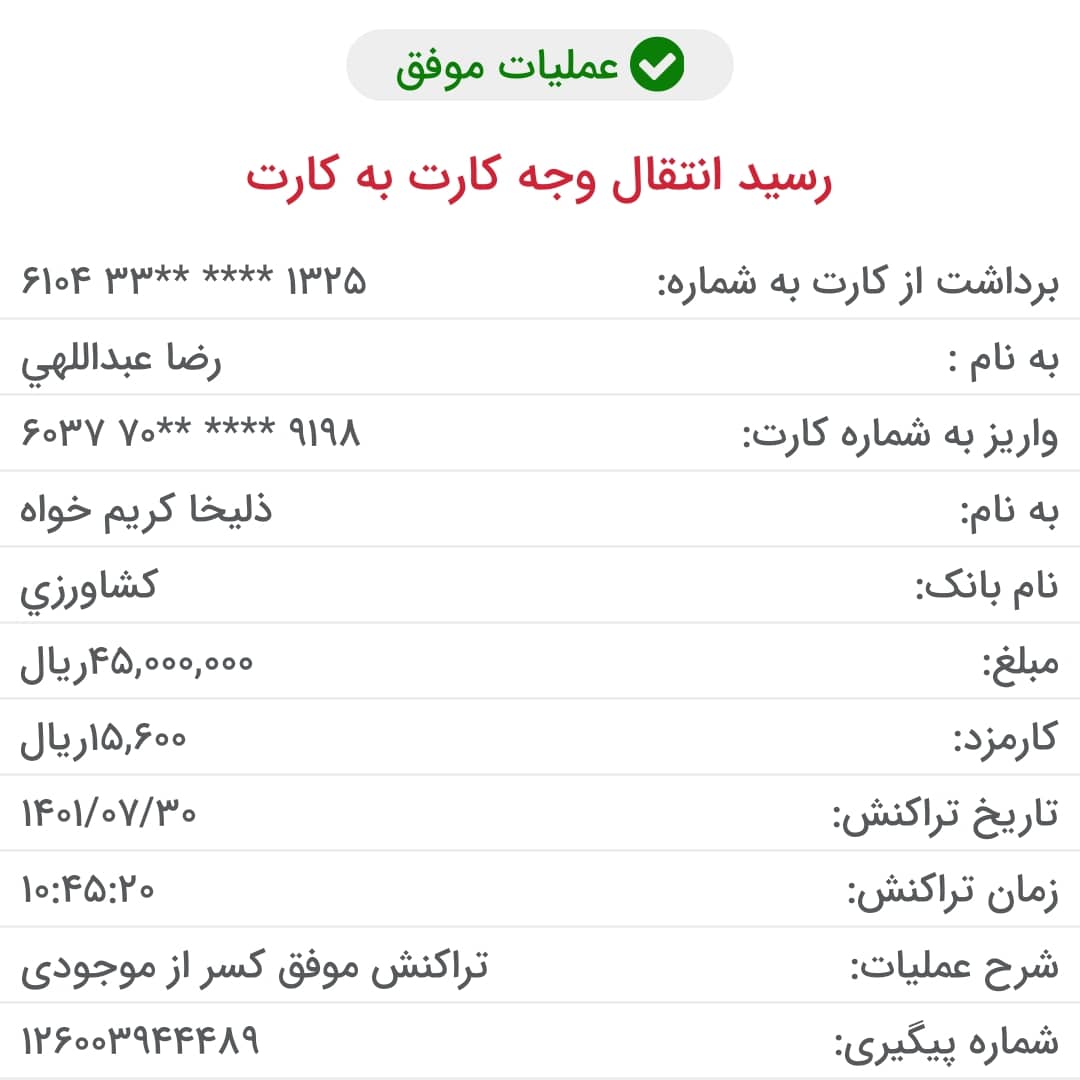 عملیات موفق
رسید انتقال وجه کارت به کارت
برداشت از کارت به شماره: ۶۱۰۴ ۳۳** **** ۱۳۲۵
به نام : رضا عبداللهي
واریز به شماره کارت: ۶۰۳۷ ۷۰** **** ۹۱۹۸
به نام: ذلیخا کریم خواه
نام بانک: کشاورزي
مبلغ: ۴۵,۰۰۰,۰۰۰ریال
کارمزد: ۱۵,۶۰۰ریال
تاریخ تراکنش: ۱۴۰۱/۰۷/۳۰
زمان تراکنش: ۱۰:۴۵:۲۰
شرح عملیات: تراکنش موفق کسر از موجودی
شماره پیگیری: ۱۲۶۰۰۳۹۴۴۴۸۹